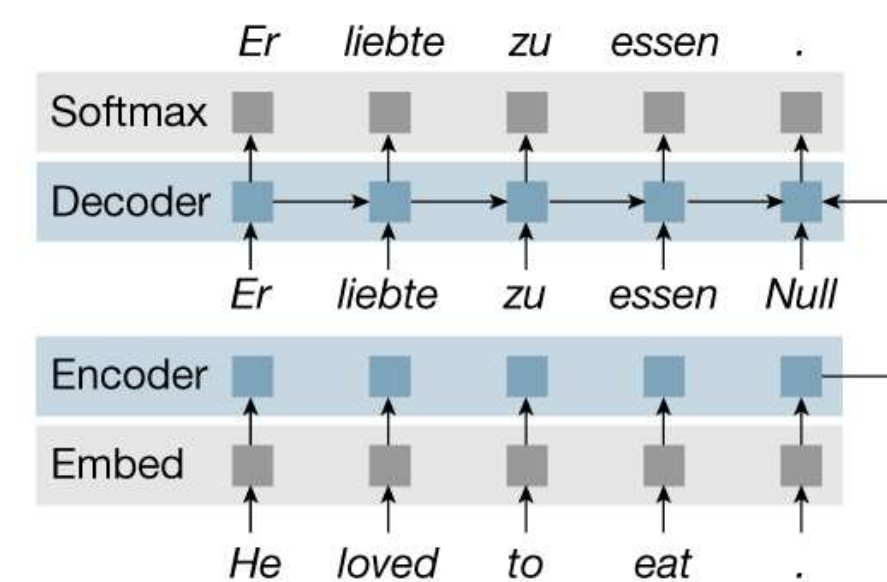 Er liebte zu essen .
Softmax
Decoder
Er liebte zu essen Null
Encoder
Embed
He loved to eat .